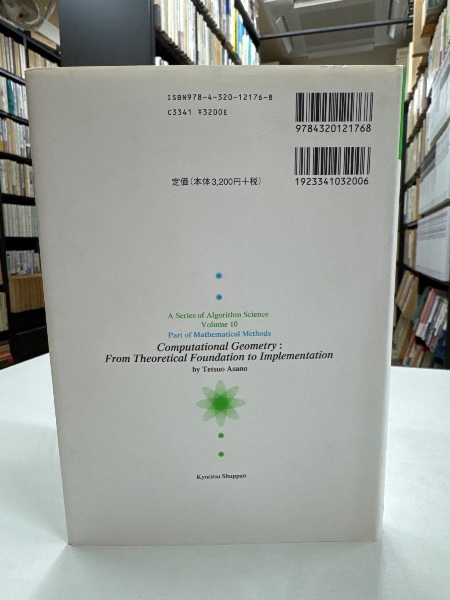 ISBN978-4-320-12176-8
C3341 ¥3200E
9784320121768
定価(本体3,200円+税)
1923341032006
A Series of Algorithm Science
Volume 10
Part of Mathematical Methods
Computational Geometry :
From Theoretical Foundation to Implementation
by Tetsuo Asano
Kyoritsu Shuppan